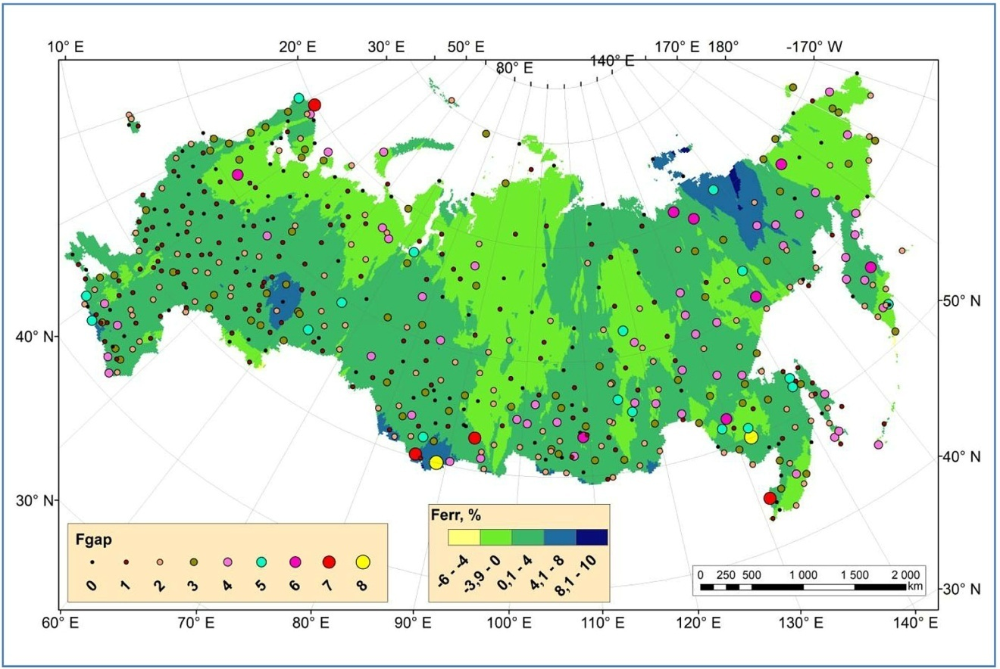 10° E 20° E 30° E 50° E 170° E 180° -170° W
80° E 140° E
50° N
40° N
40° N
30° N
Ferr, %
Fgap
0 1 2 3 4 5 6 7 8
-6 - -4 -3,9 - 0 0,1 - 4 4,1 - 8 8,1 - 10
0 250 500 1 000 1 500 2 000
km
30° N
60° E 70° E 80° E 90° E 100° E 110° E 120° E 130° E 140° E